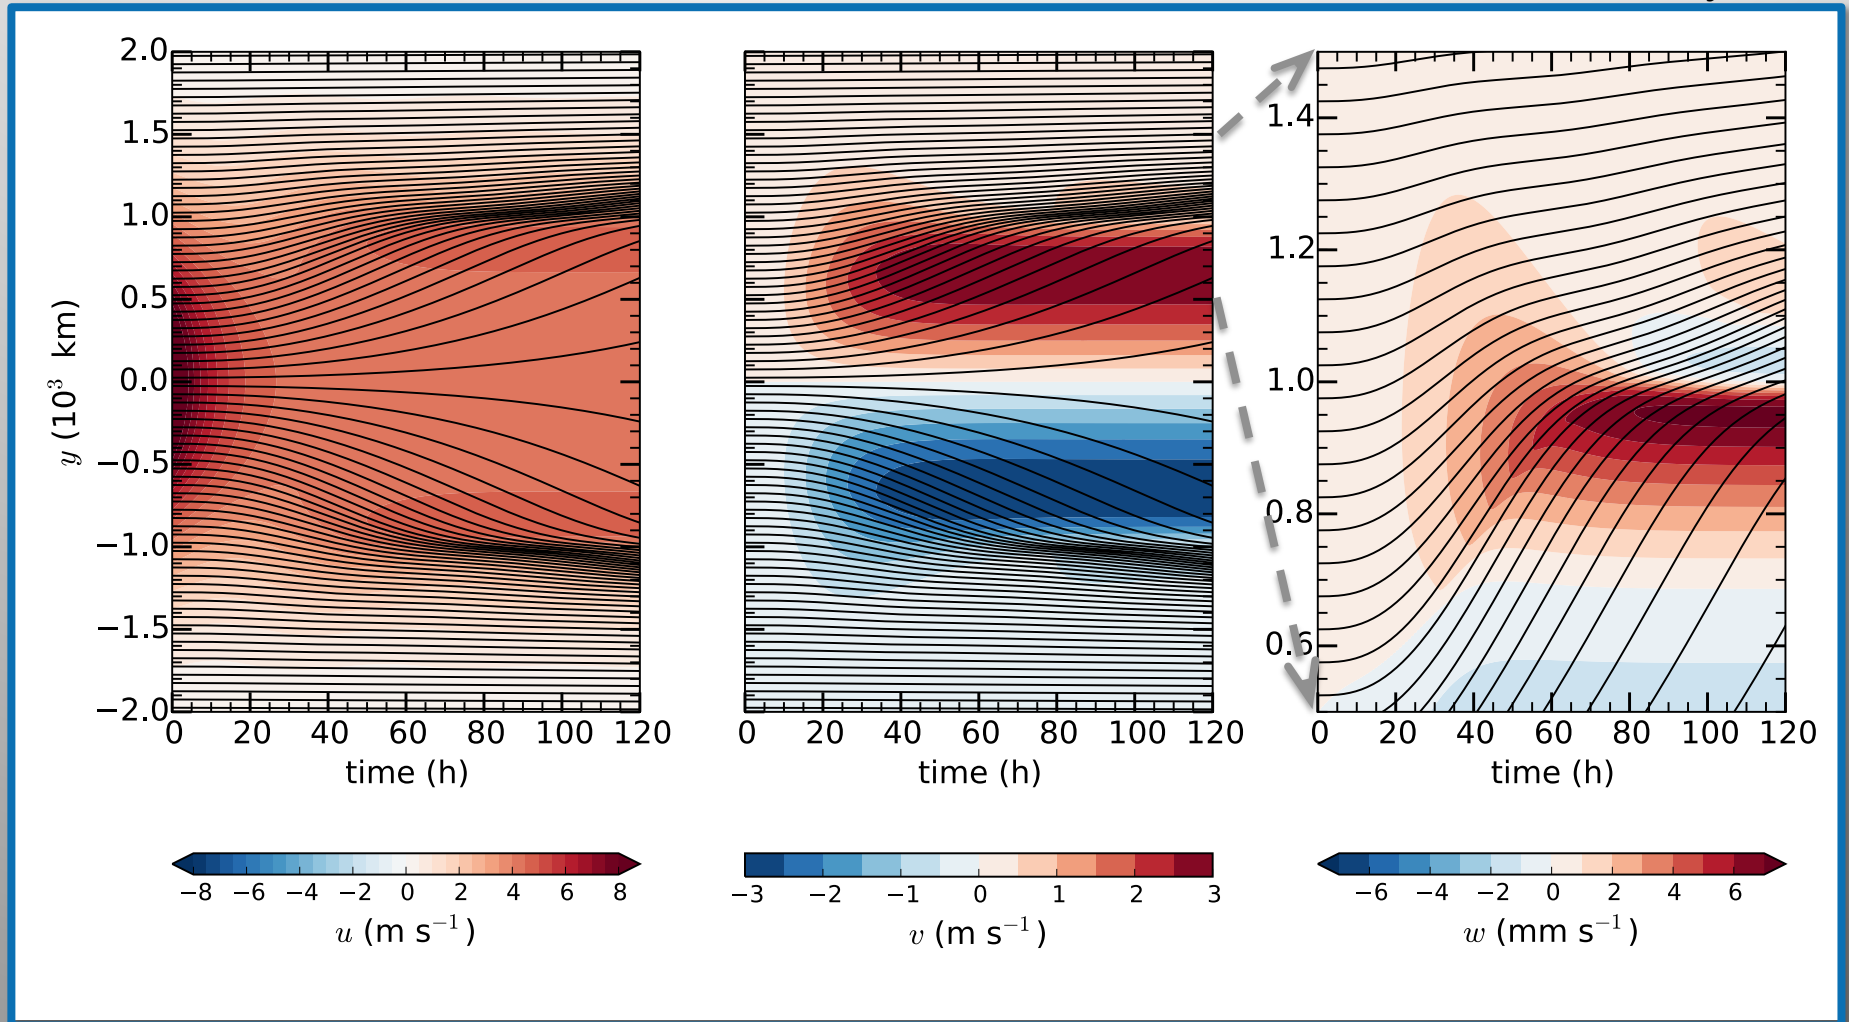 2.0
1.5
1.0
0.5
0.0
−0.5
−1.0
−1.5
−2.0
y (10³ km)
0 20 40 60 80 100 120
time (h)
0 20 40 60 80 100 120
time (h)
1.4
1.2
1.0
0.8
0.6
0 20 40 60 80 100 120
time (h)
−8 −6 −4 −2 0 2 4 6 8
u (m s⁻¹)
−3 −2 −1 0 1 2 3
v (m s⁻¹)
−6 −4 −2 0 2 4 6
w (mm s⁻¹)